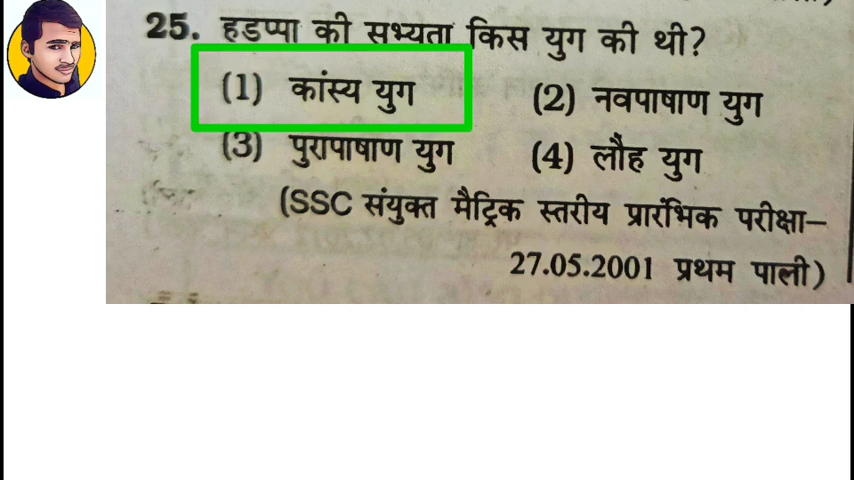 25. हडप्पा की सभ्यता किस युग की थी?
(1) कांस्य युग (2) नवपाषाण युग
(3) पुरापाषाण युग (4) लौह युग
(SSC संयुक्त मैट्रिक स्तरीय प्रारंभिक परीक्षा–
27.05.2001 प्रथम पाली)